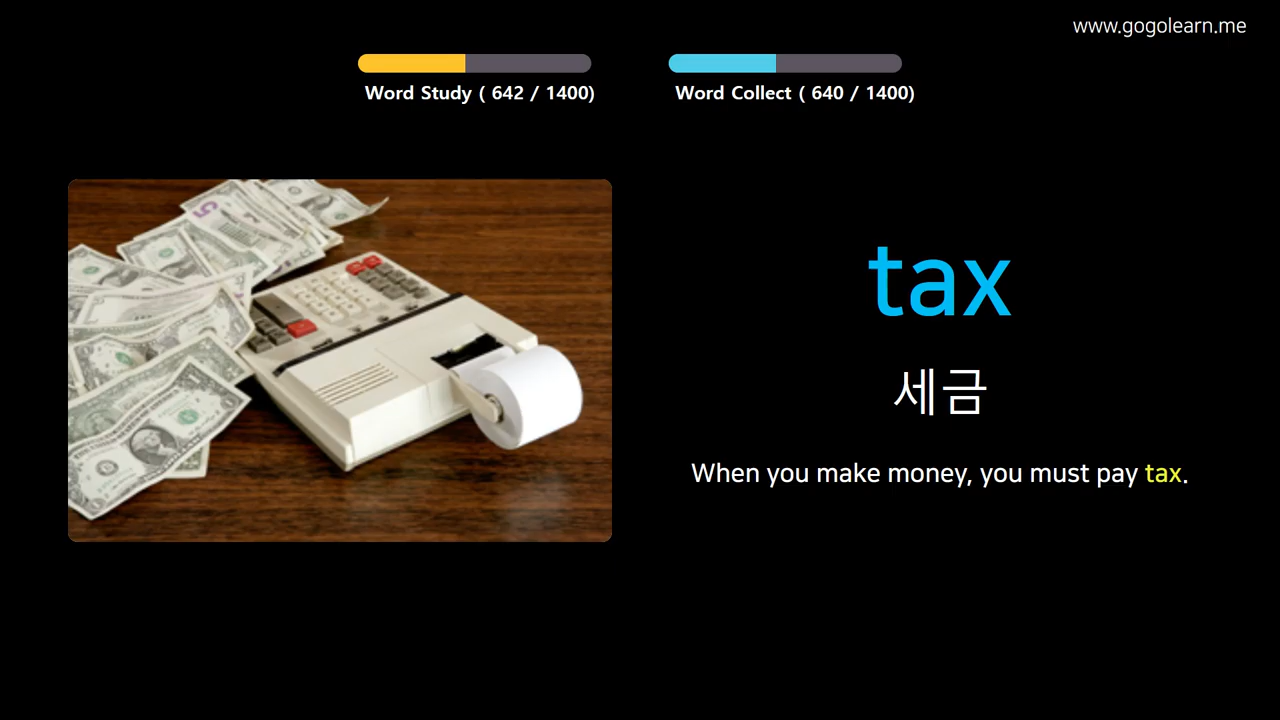 www.gogolearn.me
Word Study ( 642 / 1400)
Word Collect ( 640 / 1400)
tax
세금
When you make money, you must pay tax.